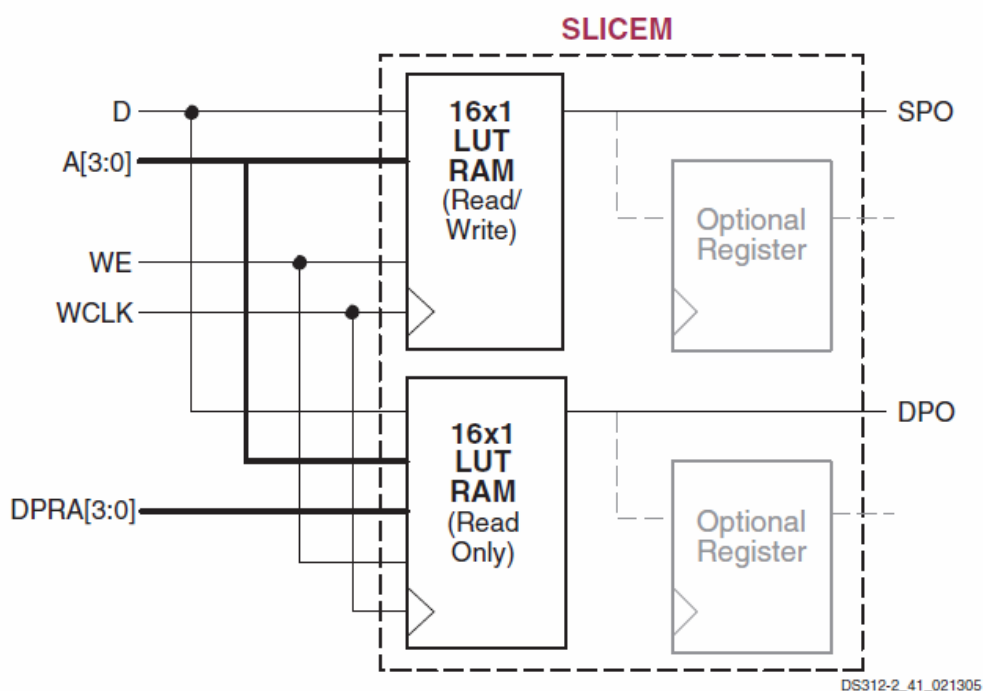 SLICEM
D
A[3:0]
WE
WCLK
16x1
LUT
RAM
(Read/
Write)
SPO
Optional
Register
DPRA[3:0]
16x1
LUT
RAM
(Read
Only)
DPO
Optional
Register
DS312-2_41_021305